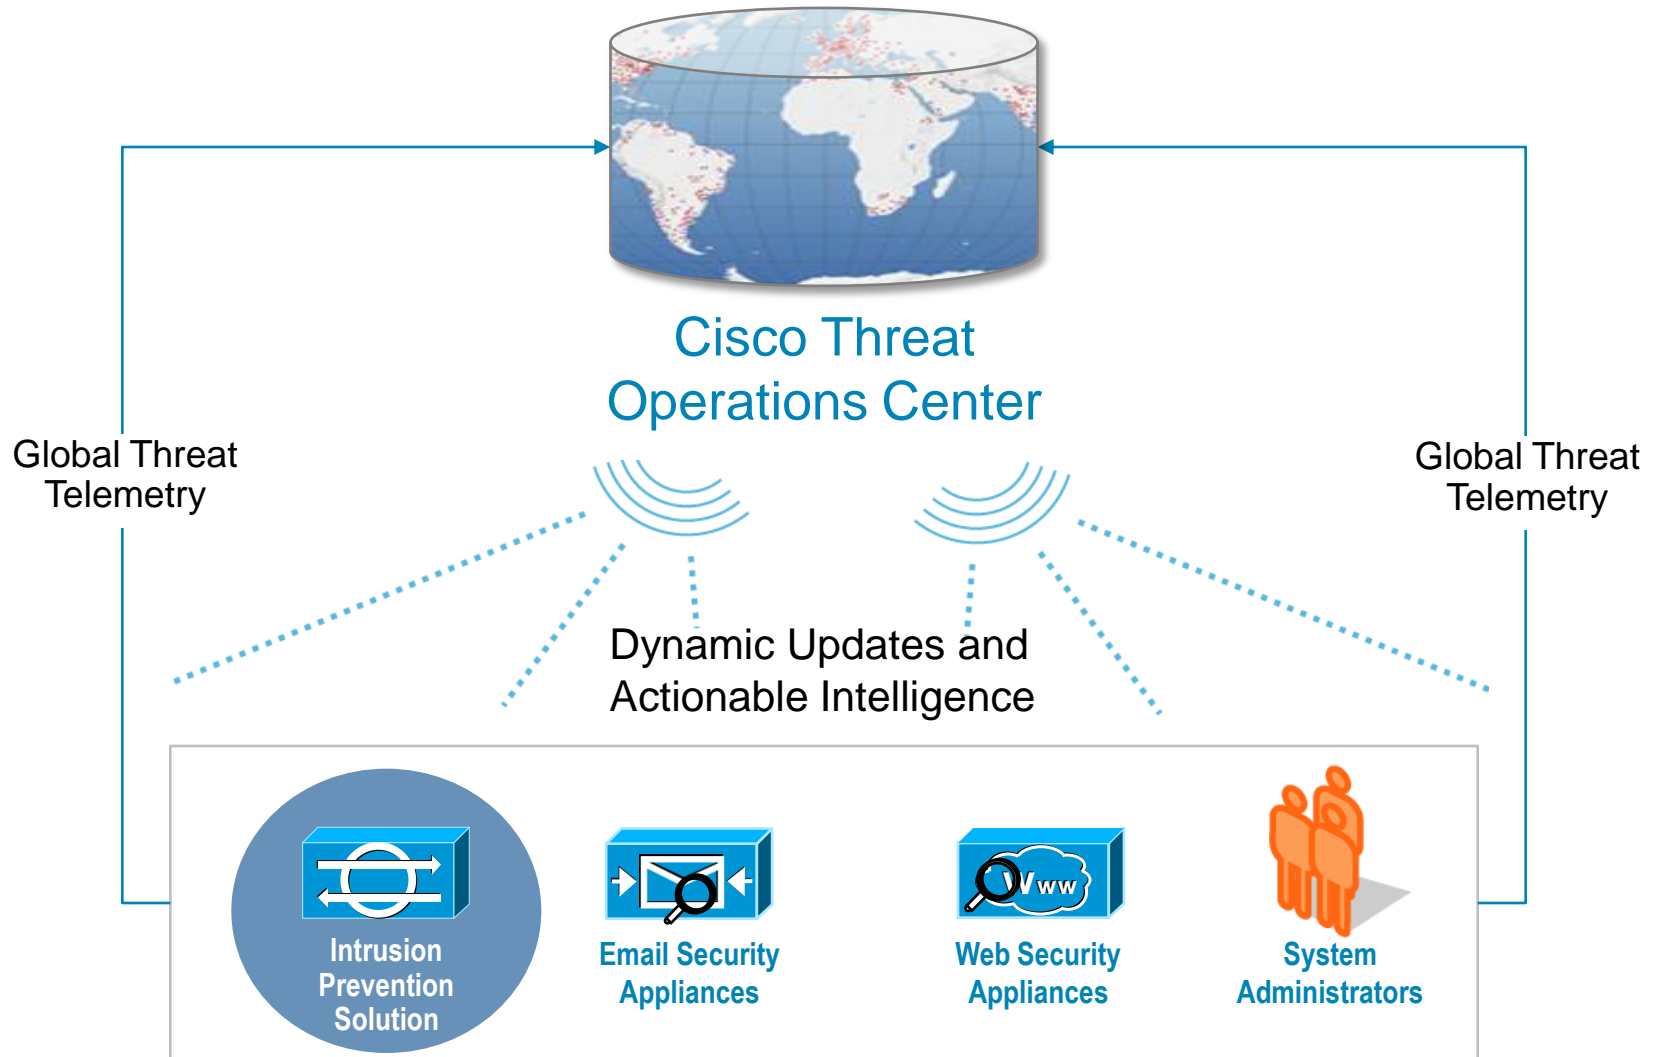 Cisco Threat
Operations Center
Global Threat
Telemetry
Global Threat
Telemetry
Dynamic Updates and
Actionable Intelligence
Www
Intrusion
Prevention
Solution
Email Security
Appliances
Web Security
Appliances
System
Administrators